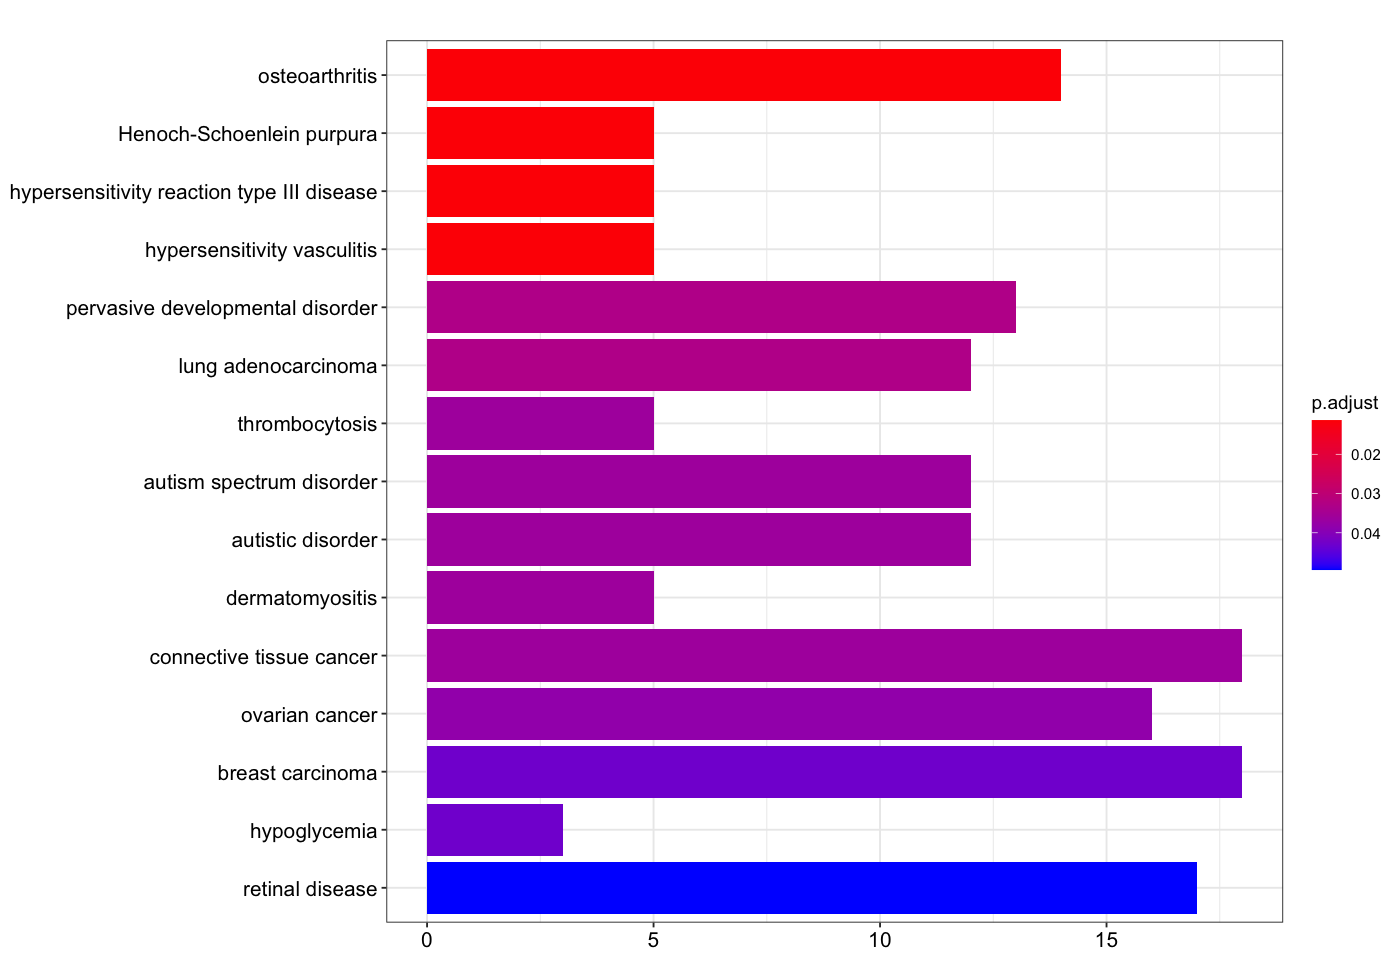 osteoarthritis
Henoch-Schoenlein purpura
hypersensitivity reaction type III disease
hypersensitivity vasculitis
pervasive developmental disorder
lung adenocarcinoma
thrombocytosis
autism spectrum disorder
autistic disorder
dermatomyositis
connective tissue cancer
ovarian cancer
breast carcinoma
hypoglycemia
retinal disease
0 5 10 15
p.adjust
0.02
0.03
0.04